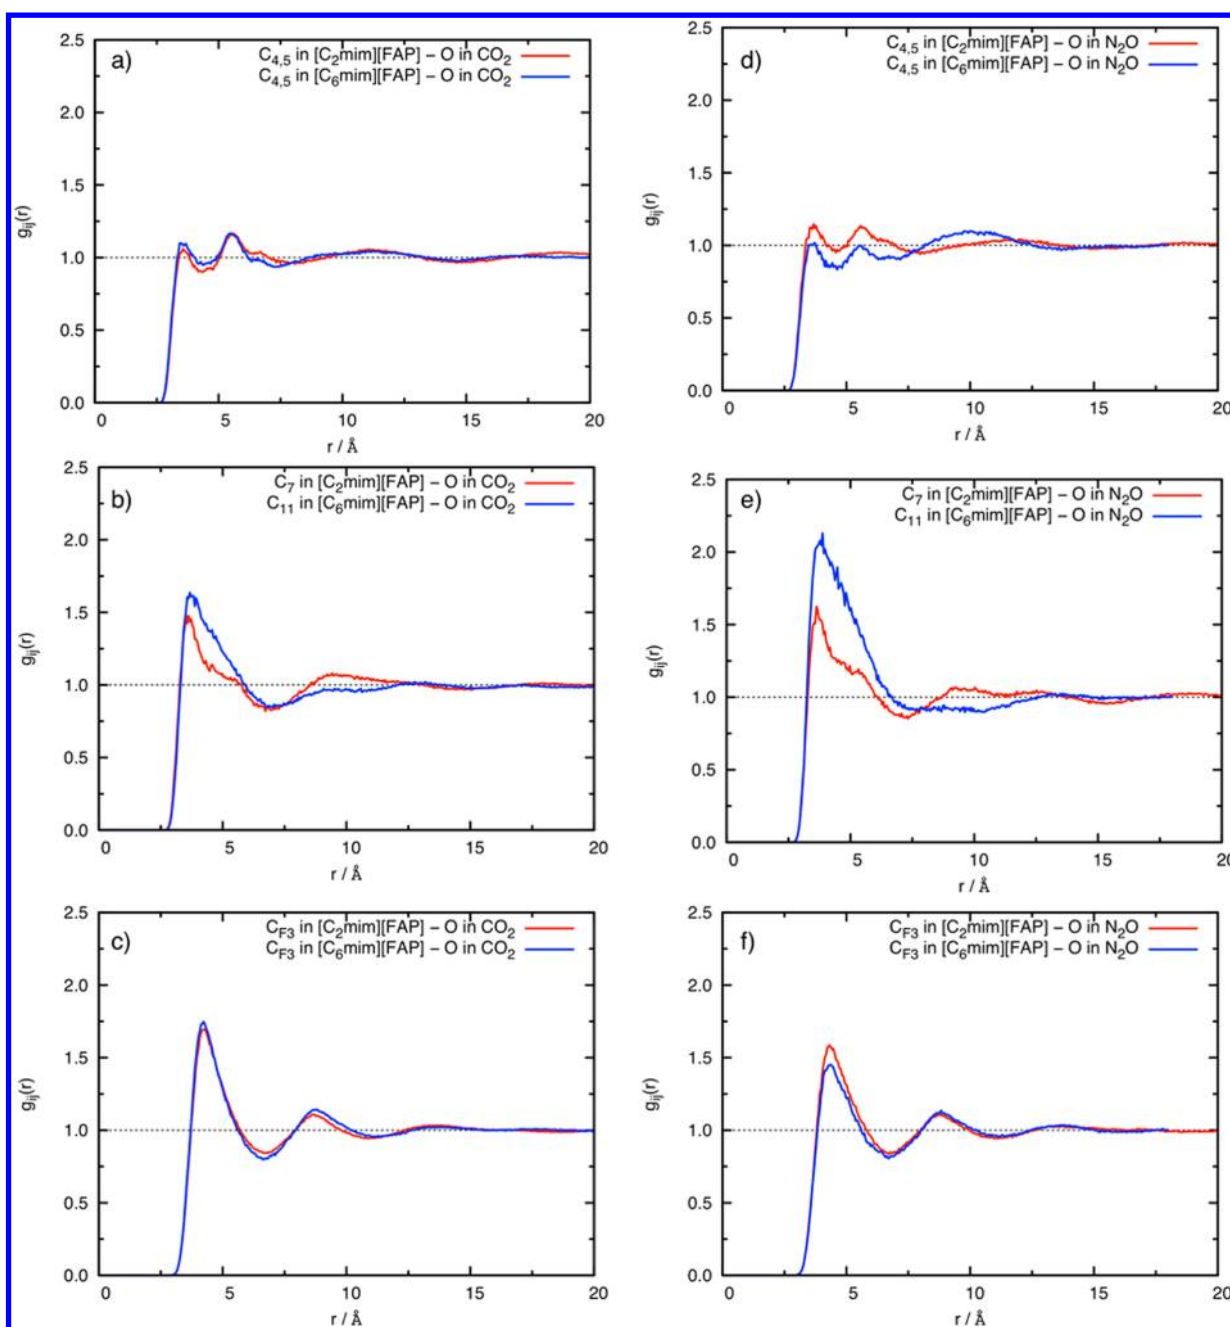 a)
C4,5 in [C2mim][FAP] – O in CO2
C4,5 in [C6mim][FAP] – O in CO2
2.5
2.0
1.5
1.0
0.5
0.0
gij(r)
0 5 10 15 20
r / Å
d)
C4,5 in [C2mim][FAP] – O in N2O
C4,5 in [C6mim][FAP] – O in N2O
2.5
2.0
1.5
1.0
0.5
0.0
gij(r)
0 5 10 15 20
r / Å
b)
C7 in [C2mim][FAP] – O in CO2
C11 in [C6mim][FAP] – O in CO2
2.5
2.0
1.5
1.0
0.5
0.0
gij(r)
0 5 10 15 20
r / Å
e)
C7 in [C2mim][FAP] – O in N2O
C11 in [C6mim][FAP] – O in N2O
2.5
2.0
1.5
1.0
0.5
0.0
gij(r)
0 5 10 15 20
r / Å
c)
CF3 in [C2mim][FAP] – O in CO2
CF3 in [C6mim][FAP] – O in CO2
2.5
2.0
1.5
1.0
0.5
0.0
gij(r)
0 5 10 15 20
r / Å
f)
CF3 in [C2mim][FAP] – O in N2O
CF3 in [C6mim][FAP] – O in N2O
2.5
2.0
1.5
1.0
0.5
0.0
gij(r)
0 5 10 15 20
r / Å